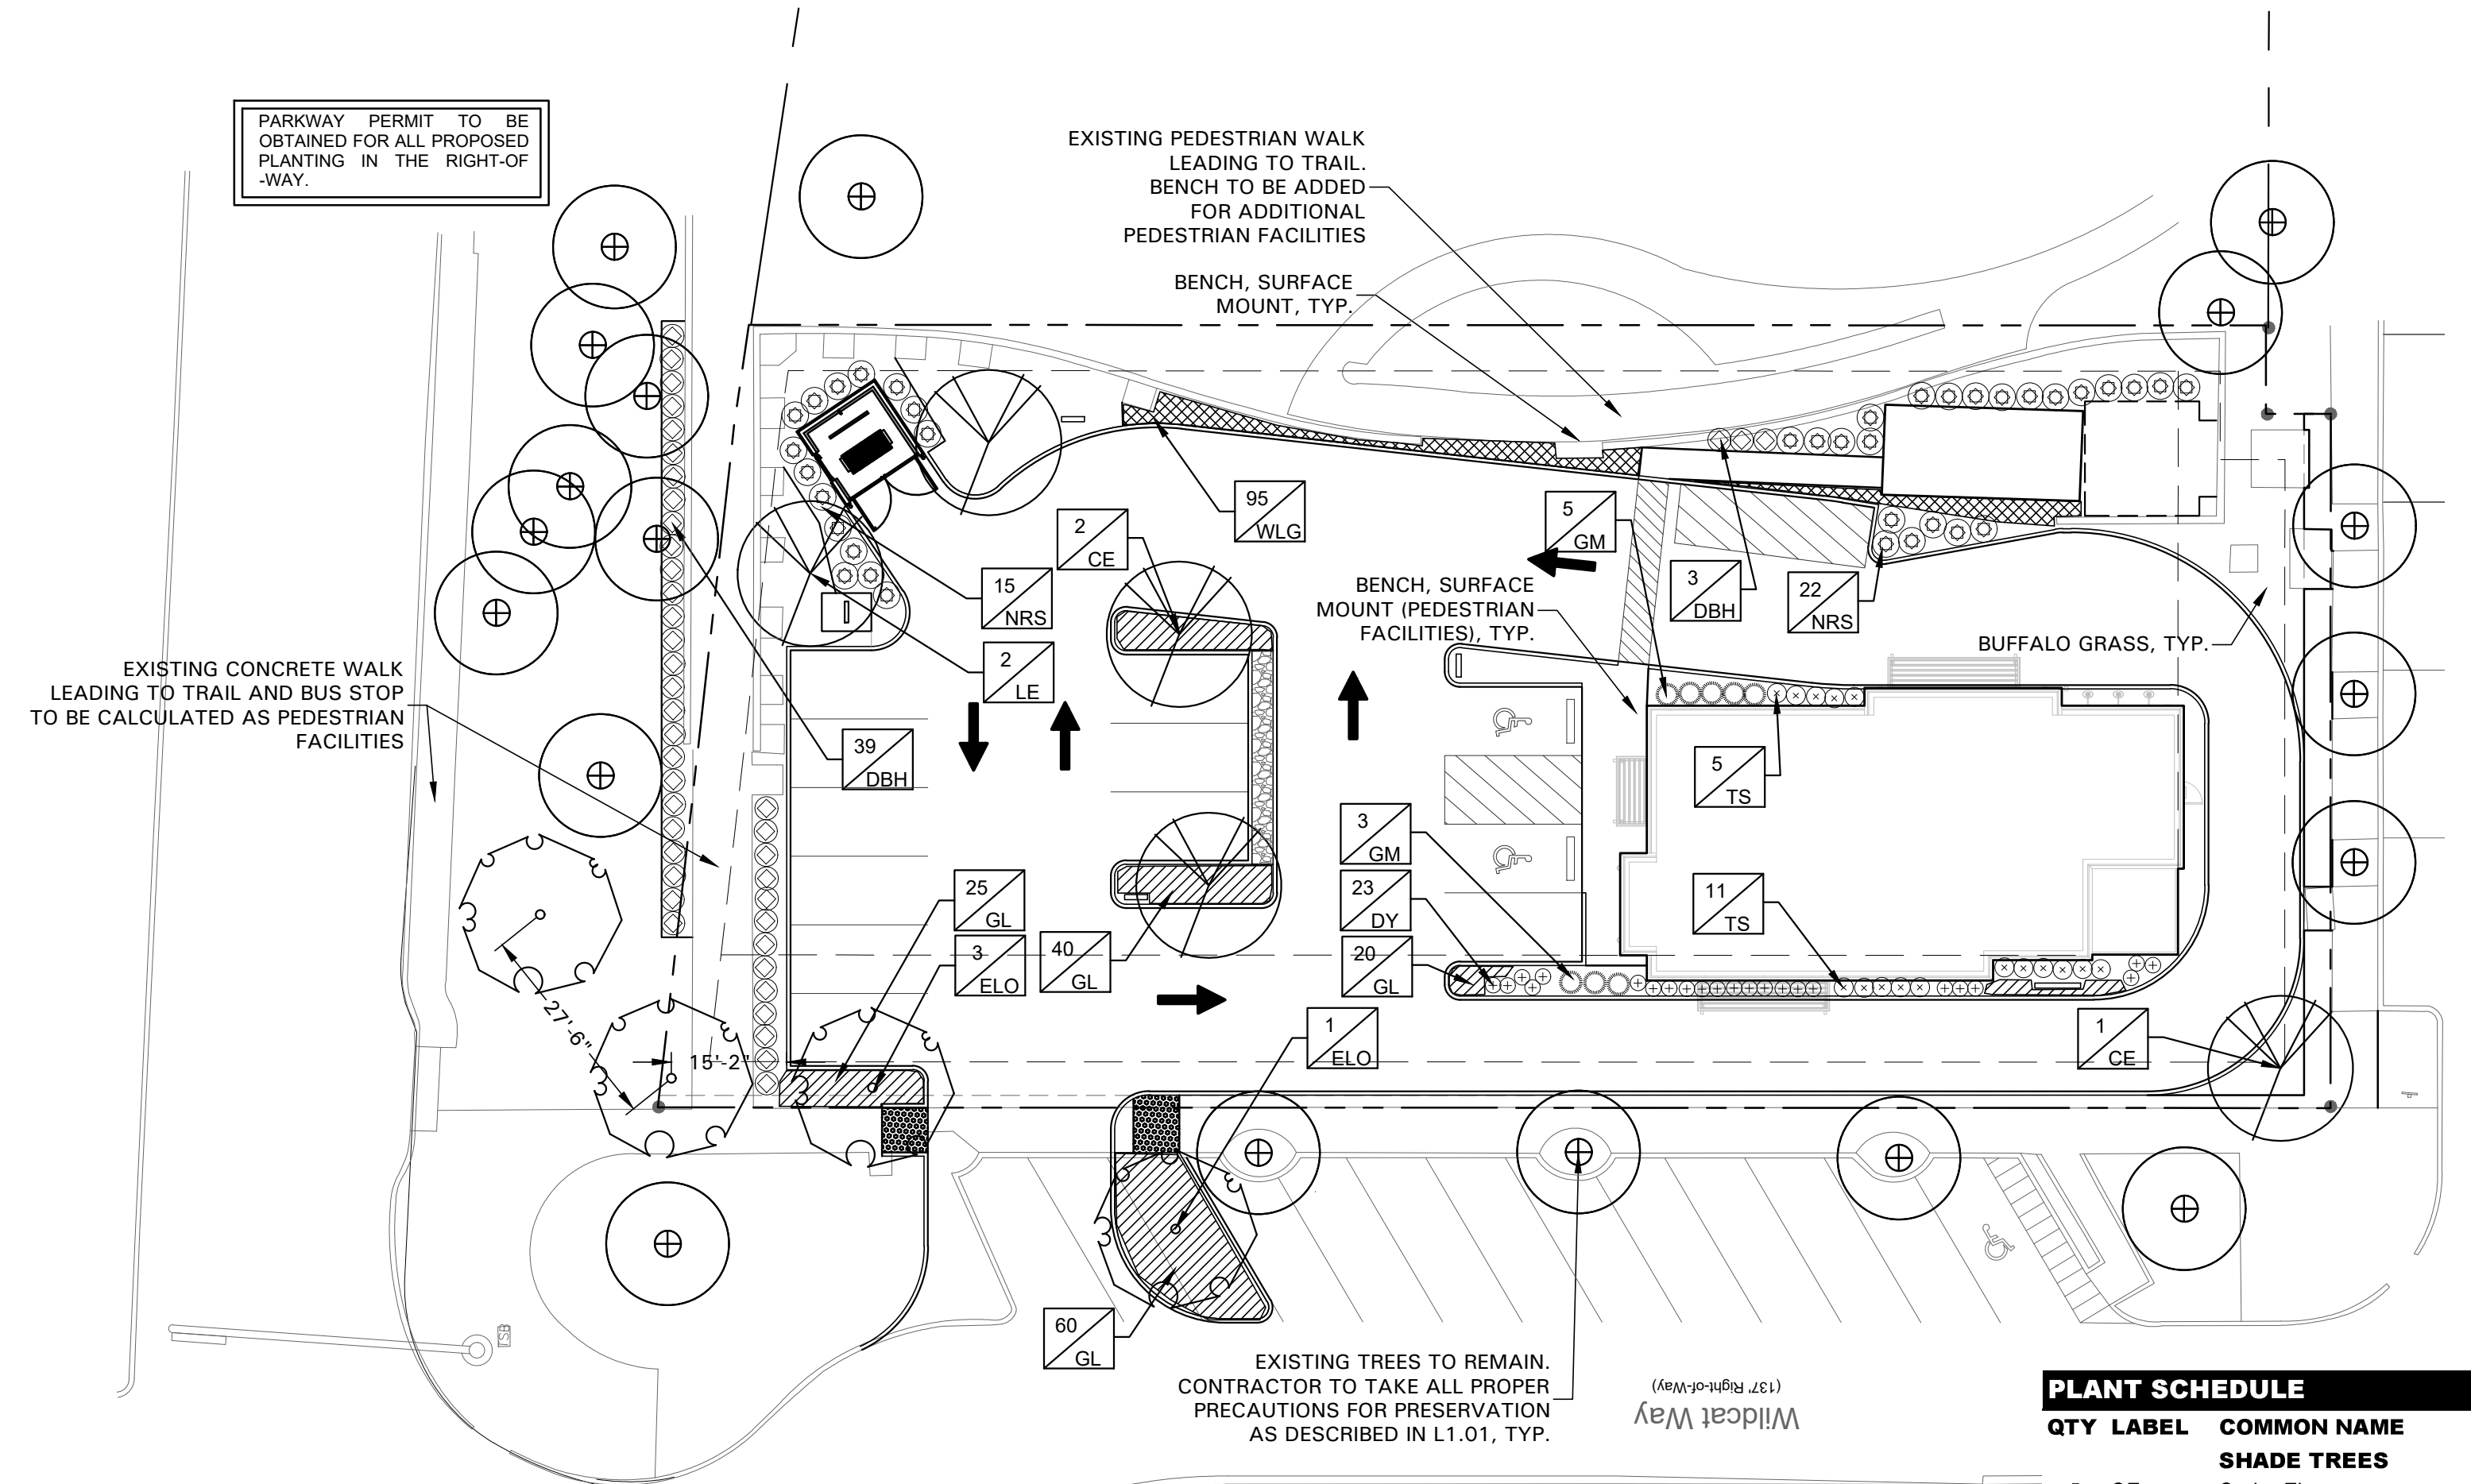 PARKWAY PERMIT TO BE
OBTAINED FOR ALL PROPOSED
PLANTING IN THE RIGHT-OF
-WAY.
EXISTING PEDESTRIAN WALK
LEADING TO TRAIL.
BENCH TO BE ADDED
FOR ADDITIONAL
PEDESTRIAN FACILITIES
BENCH, SURFACE
MOUNT, TYP.
95
WLG
2
CE
5
GM
15
NRS
3
DBH
22
NRS
BENCH, SURFACE
MOUNT (PEDESTRIAN
FACILITIES), TYP.
BUFFALO GRASS, TYP.
2
LE
EXISTING CONCRETE WALK
LEADING TO TRAIL AND BUS STOP
TO BE CALCULATED AS PEDESTRIAN
FACILITIES
39
DBH
5
TS
3
GM
25
GL
23
DY
11
TS
3
ELO
40
GL
20
GL
27'-6"
15'-2"
1
ELO
1
CE
60
GL
TSB
EXISTING TREES TO REMAIN.
CONTRACTOR TO TAKE ALL PROPER
PRECAUTIONS FOR PRESERVATION
AS DESCRIBED IN L1.01, TYP.
Wildcat Way
(137' Right-of-Way)
PLANT SCHEDULE
QTY LABEL COMMON NAME
SHADE TREES